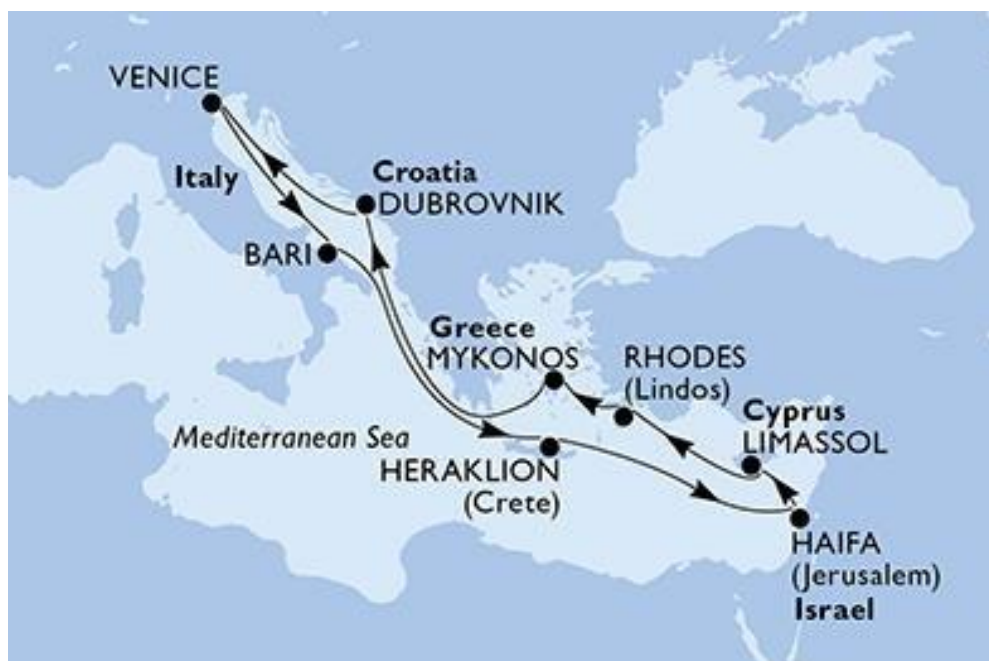 VENICE
Italy
Croatia
DUBROVNIK
BARI
Greece
MYKONOS
RHODES
(Lindos)
Cyprus
LIMASSOL
Mediterranean Sea
HERAKLION
(Crete)
HAIFA
(Jerusalem)
Israel